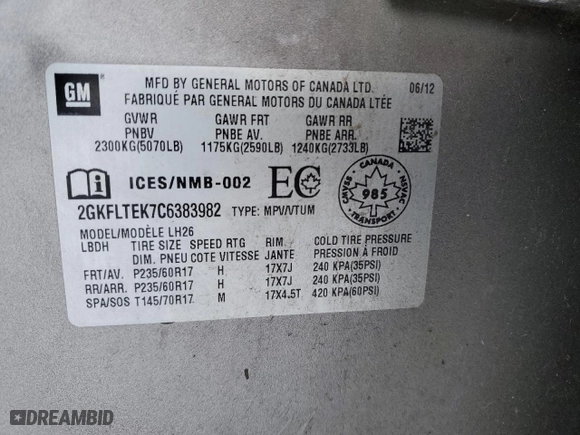 GM
MFD BY GENERAL MOTORS OF CANADA LTD. 06/12
FABRIQUÉ PAR GENERAL MOTORS DU CANADA LTÉE
GVWR GAWR FRT GAWR RR
PNBV PNBE AV. PNBE ARR.
2300KG(5070LB) 1175KG(2590LB) 1240KG(2733LB)
ICES/NMB-002 EC
CANADA
CMVSS NSVAC
985
TRANSPORT
2GKFLTEK7C6383982 TYPE: MPV/VTUM
MODEL/MODÈLE LH26
LBDH TIRE SIZE SPEED RTG RIM COLD TIRE PRESSURE
DIM. PNEU COTE VITESSE JANTE PRESSION À FROID
FRT/AV. P235/60R17 H 17X7J 240 KPA(35PSI)
RR/ARR. P235/60R17 H 17X7J 240 KPA(35PSI)
SPA/SOS T145/70R17 M 17X4.5T 420 KPA(60PSI)
DREAMBID